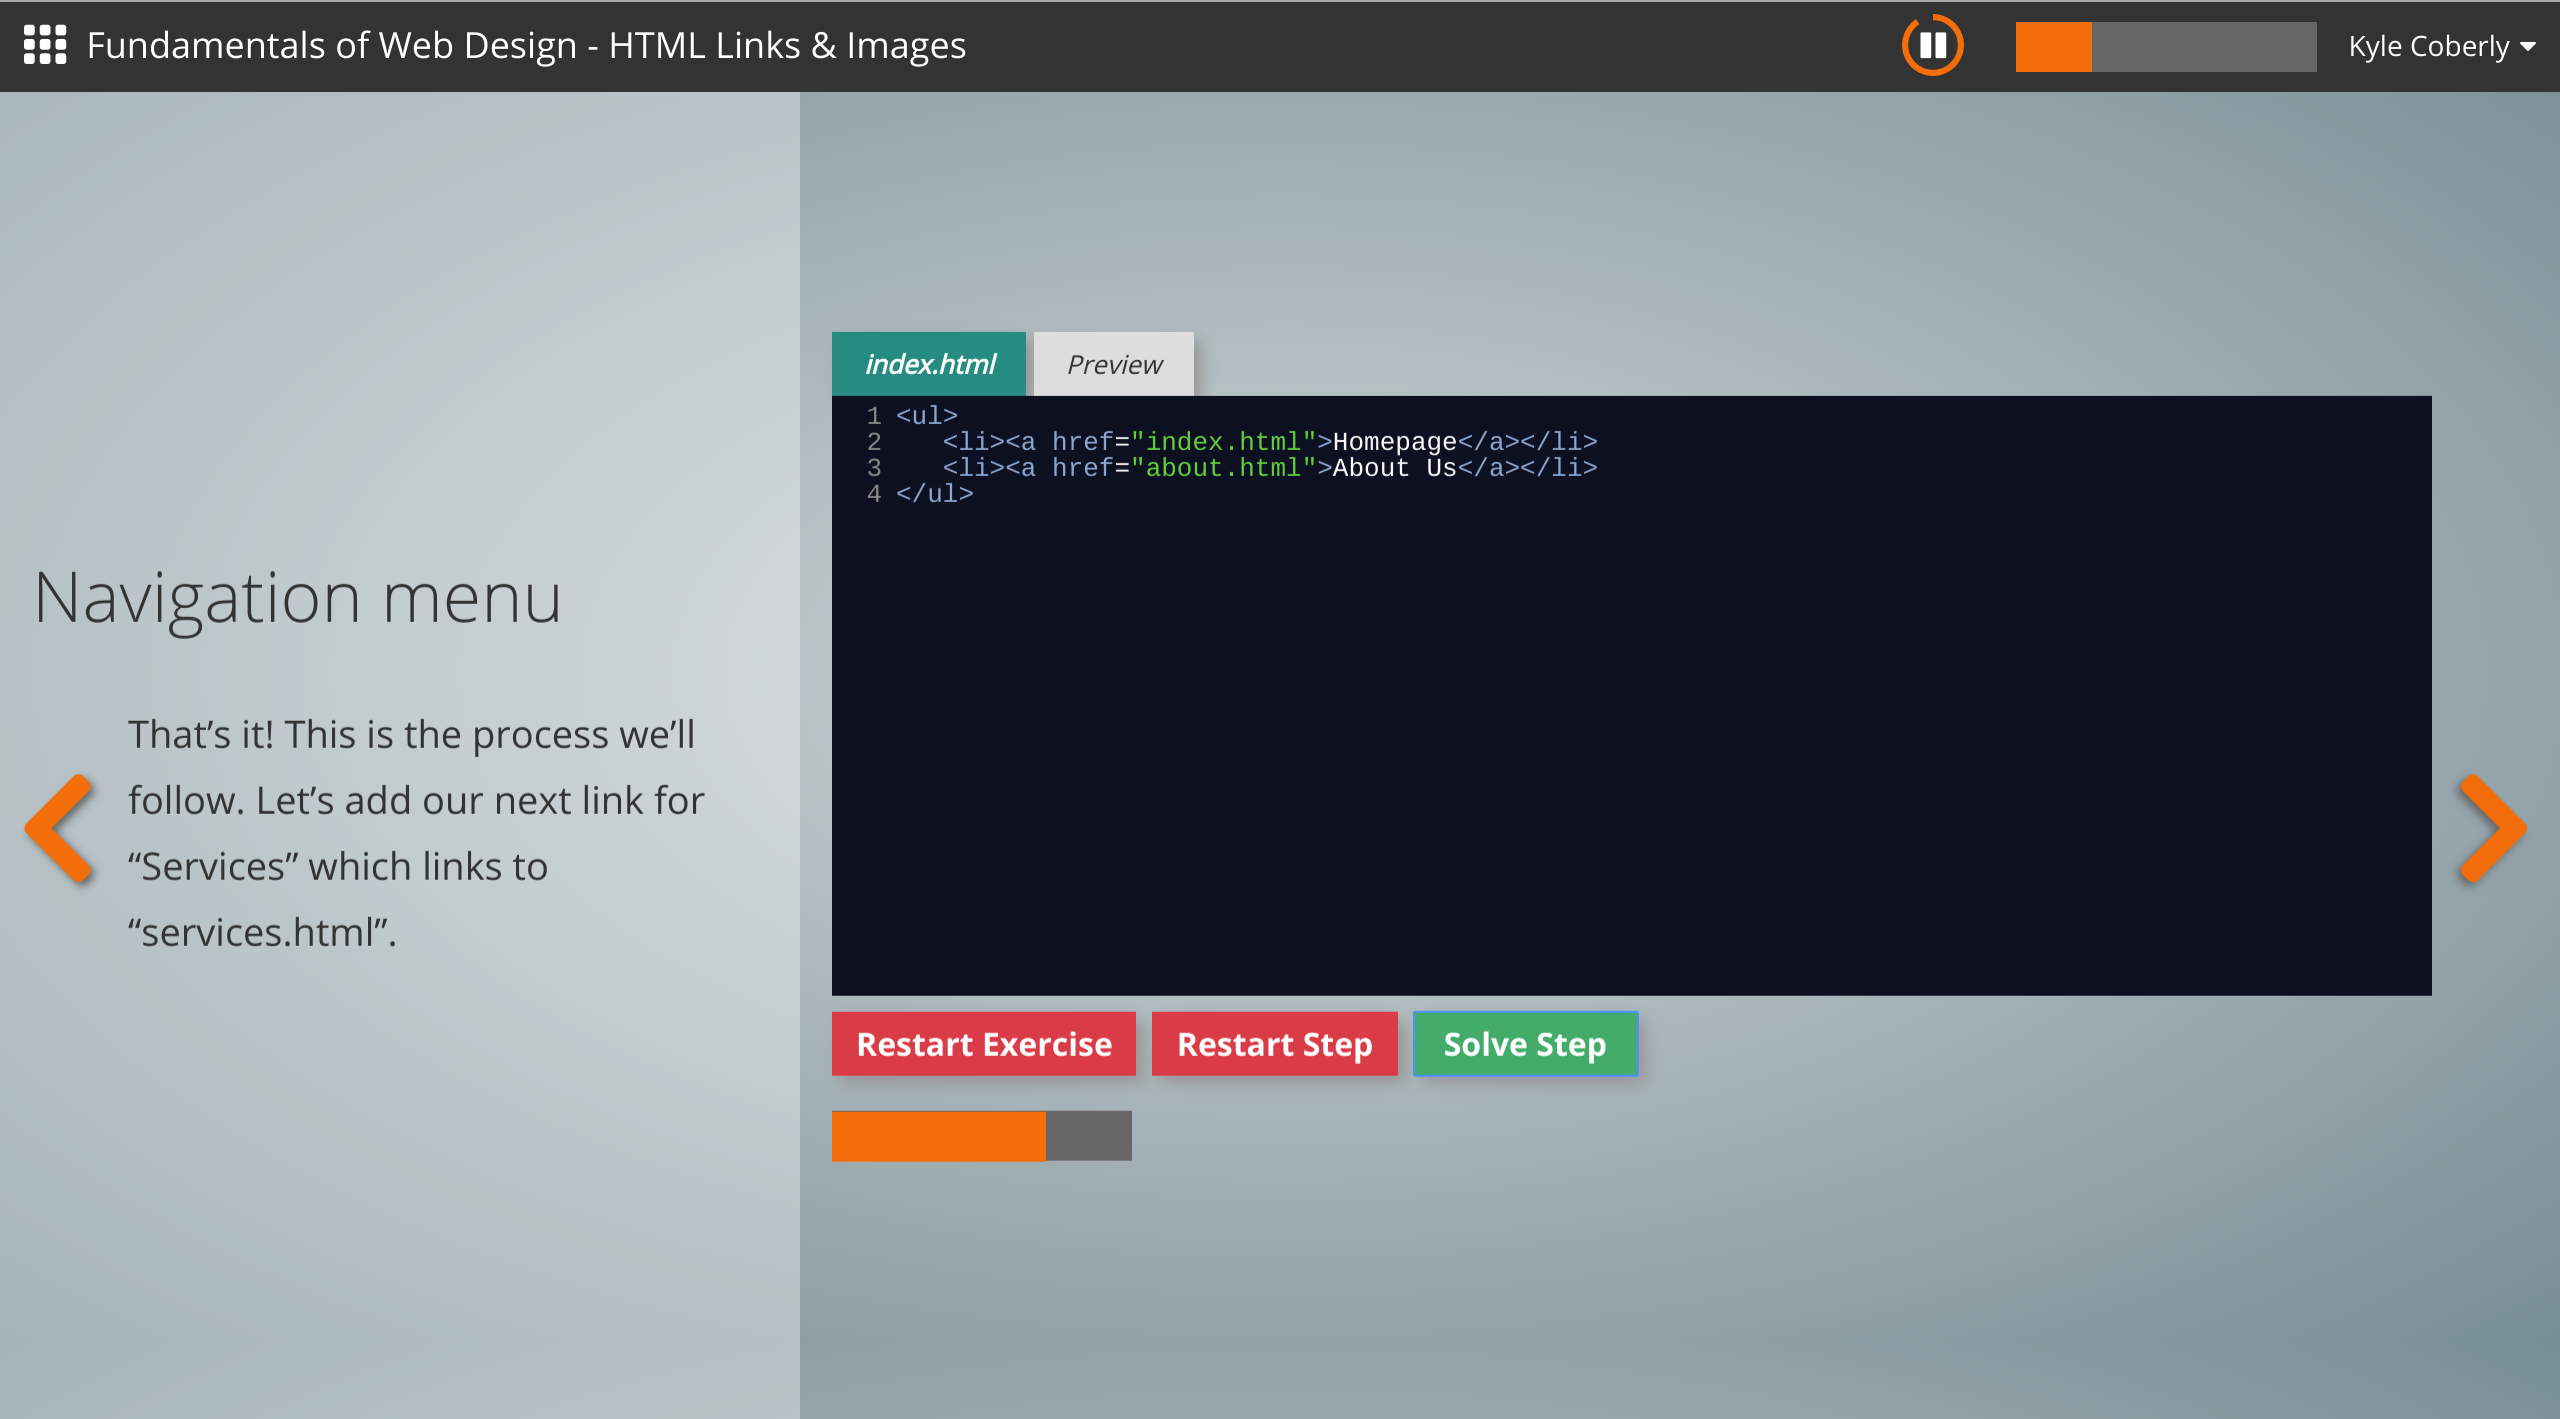 Fundamentals of Web Design - HTML Links & Images
Kyle Coberly
Navigation menu
That’s it! This is the process we’ll
follow. Let’s add our next link for
“Services” which links to
“services.html”.
index.html
Preview
1 <ul>
2    <li><a href="index.html">Homepage</a></li>
3    <li><a href="about.html">About Us</a></li>
4 </ul>
Restart Exercise
Restart Step
Solve Step